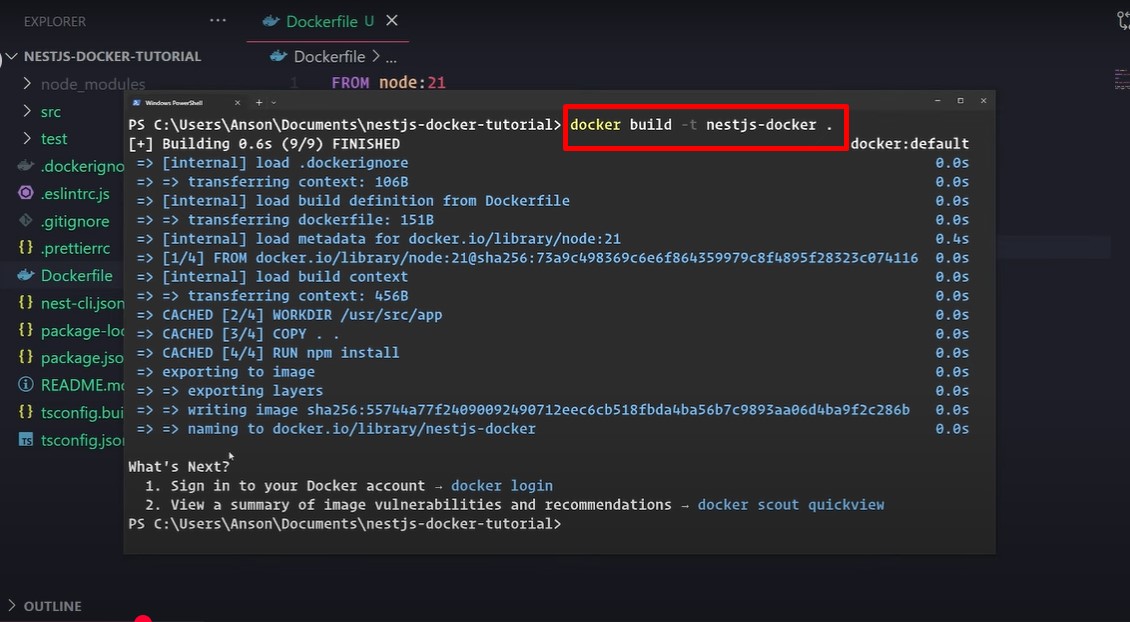 EXPLORER
Dockerfile U
NESTJS-DOCKER-TUTORIAL
Dockerfile > ...
node_modules
1 FROM node:21
src
test
.dockerigno
.eslintrc.js
.gitignore
.prettierrc
Dockerfile
nest-cli.json
package-loc
package.jso
README.m
tsconfig.bui
tsconfig.json
OUTLINE
Windows PowerShell
PS C:\Users\Anson\Documents\nestjs-docker-tutorial> docker build -t nestjs-docker .
[+] Building 0.6s (9/9) FINISHED docker:default
=> [internal] load .dockerignore 0.0s
=> => transferring context: 106B 0.0s
=> [internal] load build definition from Dockerfile 0.0s
=> => transferring dockerfile: 151B 0.0s
=> [internal] load metadata for docker.io/library/node:21 0.4s
=> [1/4] FROM docker.io/library/node:21@sha256:73a9c498369c6e6f864359979c8f4895f28323c074116 0.0s
=> [internal] load build context 0.0s
=> => transferring context: 456B 0.0s
=> CACHED [2/4] WORKDIR /usr/src/app 0.0s
=> CACHED [3/4] COPY . . 0.0s
=> CACHED [4/4] RUN npm install 0.0s
=> exporting to image 0.0s
=> => exporting layers 0.0s
=> => writing image sha256:55744a77f24090092490712eec6cb518fbda4ba56b7c9893aa06d4ba9f2c286b 0.0s
=> => naming to docker.io/library/nestjs-docker 0.0s
What's Next?
1. Sign in to your Docker account → docker login
2. View a summary of image vulnerabilities and recommendations → docker scout quickview
PS C:\Users\Anson\Documents\nestjs-docker-tutorial>